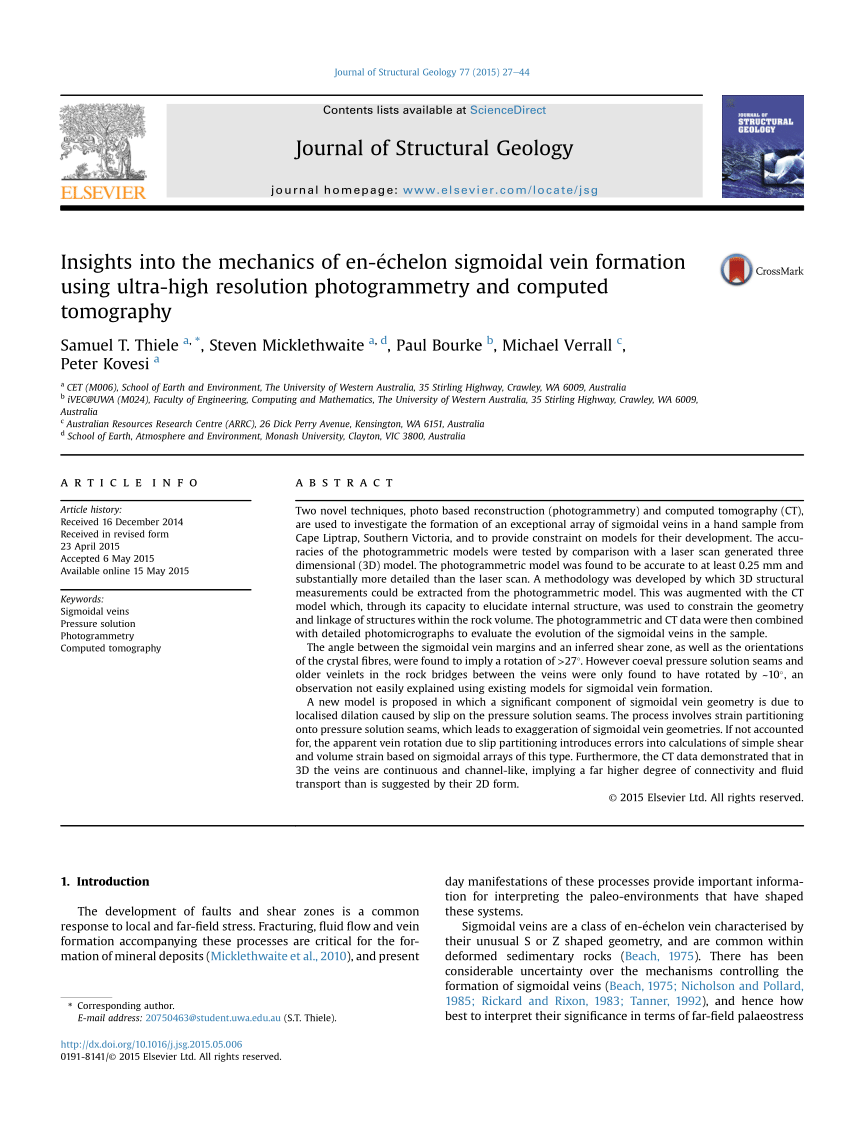 Journal of Structural Geology 77 (2015) 27–44
Contents lists available at ScienceDirect
Journal of Structural Geology
journal homepage: www.elsevier.com/locate/jsg
ELSEVIER
JOURNAL OF
STRUCTURAL
GEOLOGY
Insights into the mechanics of en-échelon sigmoidal vein formation
using ultra-high resolution photogrammetry and computed
tomography
CrossMark
Samuel T. Thiele a, *, Steven Micklethwaite a, d, Paul Bourke b, Michael Verrall c,
Peter Kovesi a
a CET (M006), School of Earth and Environment, The University of Western Australia, 35 Stirling Highway, Crawley, WA 6009, Australia
b iVEC@UWA (M024), Faculty of Engineering, Computing and Mathematics, The University of Western Australia, 35 Stirling Highway, Crawley, WA 6009,
Australia
c Australian Resources Research Centre (ARRC), 26 Dick Perry Avenue, Kensington, WA 6151, Australia
d School of Earth, Atmosphere and Environment, Monash University, Clayton, VIC 3800, Australia
ARTICLE INFO
Article history:
Received 16 December 2014
Received in revised form
23 April 2015
Accepted 6 May 2015
Available online 15 May 2015
Keywords:
Sigmoidal veins
Pressure solution
Photogrammetry
Computed tomography
ABSTRACT
Two novel techniques, photo based reconstruction (photogrammetry) and computed tomography (CT),
are used to investigate the formation of an exceptional array of sigmoidal veins in a hand sample from
Cape Liptrap, Southern Victoria, and to provide constraint on models for their development. The accu-
racies of the photogrammetric models were tested by comparison with a laser scan generated three
dimensional (3D) model. The photogrammetric model was found to be accurate to at least 0.25 mm and
substantially more detailed than the laser scan. A methodology was developed by which 3D structural
measurements could be extracted from the photogrammetric model. This was augmented with the CT
model which, through its capacity to elucidate internal structure, was used to constrain the geometry
and linkage of structures within the rock volume. The photogrammetric and CT data were then combined
with detailed photomicrographs to evaluate the evolution of the sigmoidal veins in the sample.
The angle between the sigmoidal vein margins and an inferred shear zone, as well as the orientations
of the crystal fibres, were found to imply a rotation of >27°. However coeval pressure solution seams and
older veinlets in the rock bridges between the veins were only found to have rotated by ~10°, an
observation not easily explained using existing models for sigmoidal vein formation.
A new model is proposed in which a significant component of sigmoidal vein geometry is due to
localised dilation caused by slip on the pressure solution seams. The process involves strain partitioning
onto pressure solution seams, which leads to exaggeration of sigmoidal vein geometries. If not accounted
for, the apparent vein rotation due to slip partitioning introduces errors into calculations of simple shear
and volume strain based on sigmoidal arrays of this type. Furthermore, the CT data demonstrated that in
3D the veins are continuous and channel-like, implying a far higher degree of connectivity and fluid
transport than is suggested by their 2D form.
© 2015 Elsevier Ltd. All rights reserved.
1. Introduction
The development of faults and shear zones is a common
response to local and far-field stress. Fracturing, fluid flow and vein
formation accompanying these processes are critical for the for-
mation of mineral deposits (Micklethwaite et al., 2010), and present
day manifestations of these processes provide important informa-
tion for interpreting the paleo-environments that have shaped
these systems.
Sigmoidal veins are a class of en-échelon vein characterised by
their unusual S or Z shaped geometry, and are common within
deformed sedimentary rocks (Beach, 1975). There has been
considerable uncertainty over the mechanisms controlling the
formation of sigmoidal veins (Beach, 1975; Nicholson and Pollard,
1985; Rickard and Rixon, 1983; Tanner, 1992), and hence how
best to interpret their significance in terms of far-field palaeostress
* Corresponding author.
E-mail address: 20750463@student.uwa.edu.au (S.T. Thiele).
http://dx.doi.org/10.1016/j.jsg.2015.05.006
0191-8141/© 2015 Elsevier Ltd. All rights reserved.